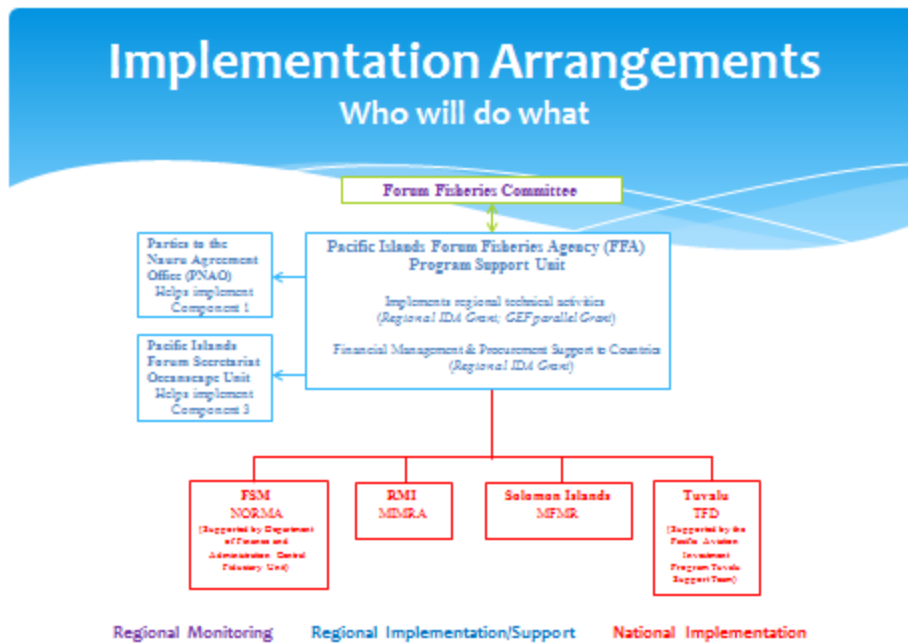 Implementation Arrangements
Who will do what
Forum Fisheries Committee
Parties to the
Nauru Agreement
Office (PNAO)
Helps implement
Component 1
Pacific Islands Forum Fisheries Agency (FFA)
Program Support Unit
Implements regional technical activities
(Regional IDA Grant; GEF parallel Grant)
Financial Management & Procurement Support to Countries
(Regional IDA Grant)
Pacific Islands
Forum Secretariat
Oceanscape Unit
Helps implement
Component 3
FSM
NORMA
(Supported by Department
of Finance and
Administration Central
Fiduciary Unit)
RMI
MIMRA
Solomon Islands
MFMR
Tuvalu
TFD
(Supported by the
Pacific Aviation
Investment
Program Tuvalu
Support Team)
Regional Monitoring
Regional Implementation/Support
National Implementation